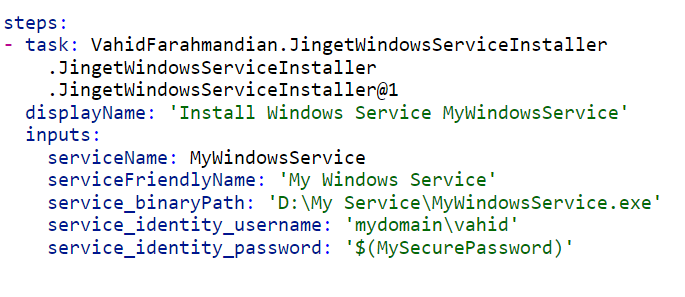 steps:
- task: VahidFarahmandian.JingetWindowsServiceInstaller
.JingetWindowsServiceInstaller
.JingetWindowsServiceInstaller@1
displayName: 'Install Windows Service MyWindowsService'
inputs:
serviceName: MyWindowsService
serviceFriendlyName: 'My Windows Service'
service_binaryPath: 'D:\My Service\MyWindowsService.exe'
service_identity_username: 'mydomain\vahid'
service_identity_password: '$(MySecurePassword)'